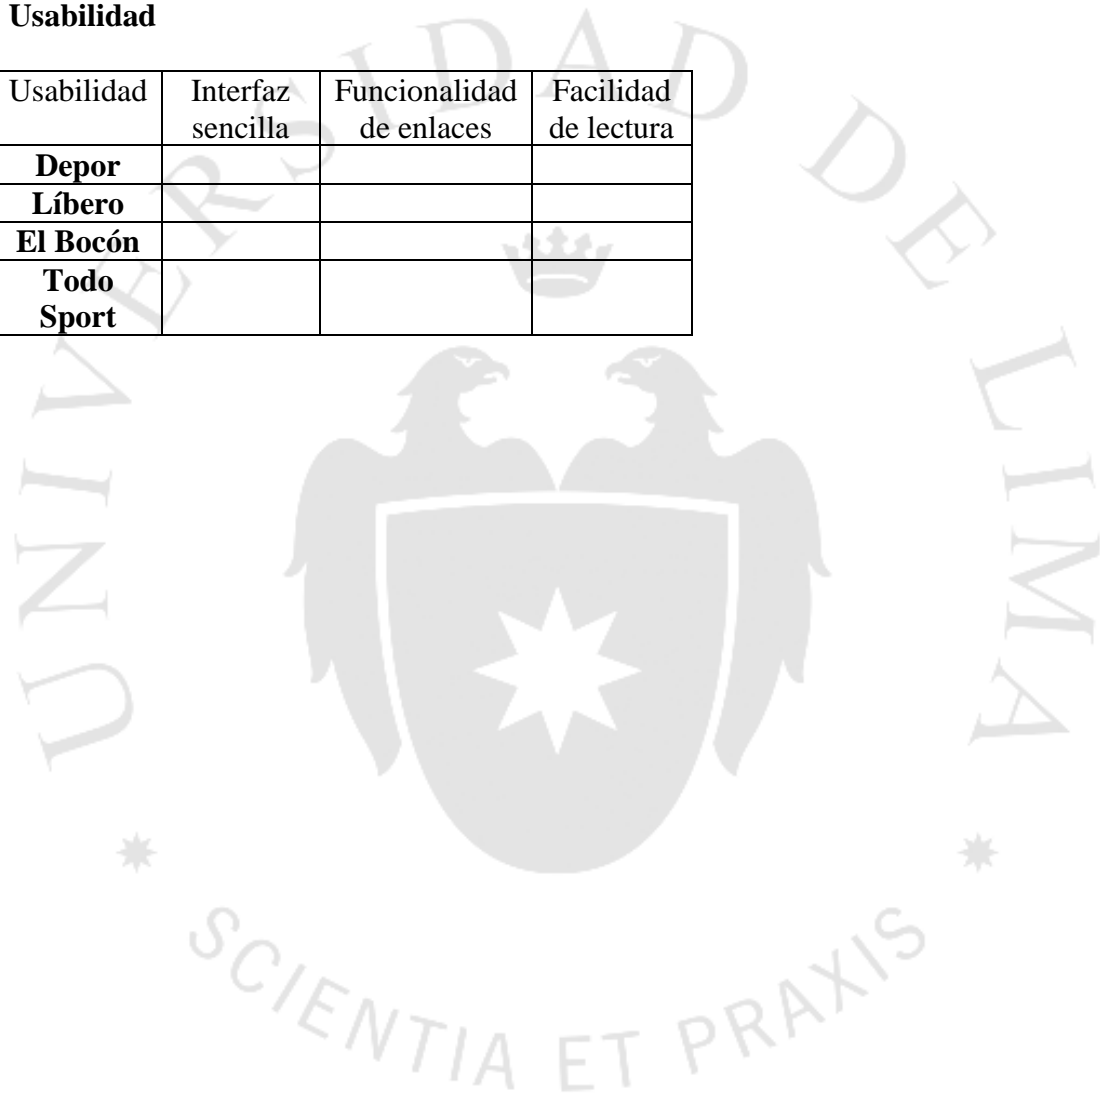 Usabilidad
Usabilidad Interfaz sencilla Funcionalidad de enlaces Facilidad de lectura
Depor
Líbero
El Bocón
Todo
Sport
UNIVERSIDAD DE LIMA
SCIENTIA ET PRAXIS